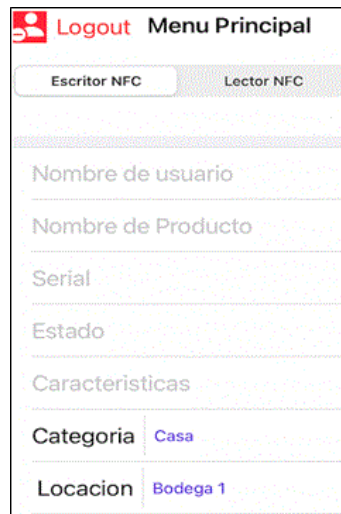 Logout Menu Principal
Escritor NFC Lector NFC
Nombre de usuario
Nombre de Producto
Serial
Estado
Caracteristicas
Categoria Casa
Locacion Bodega 1